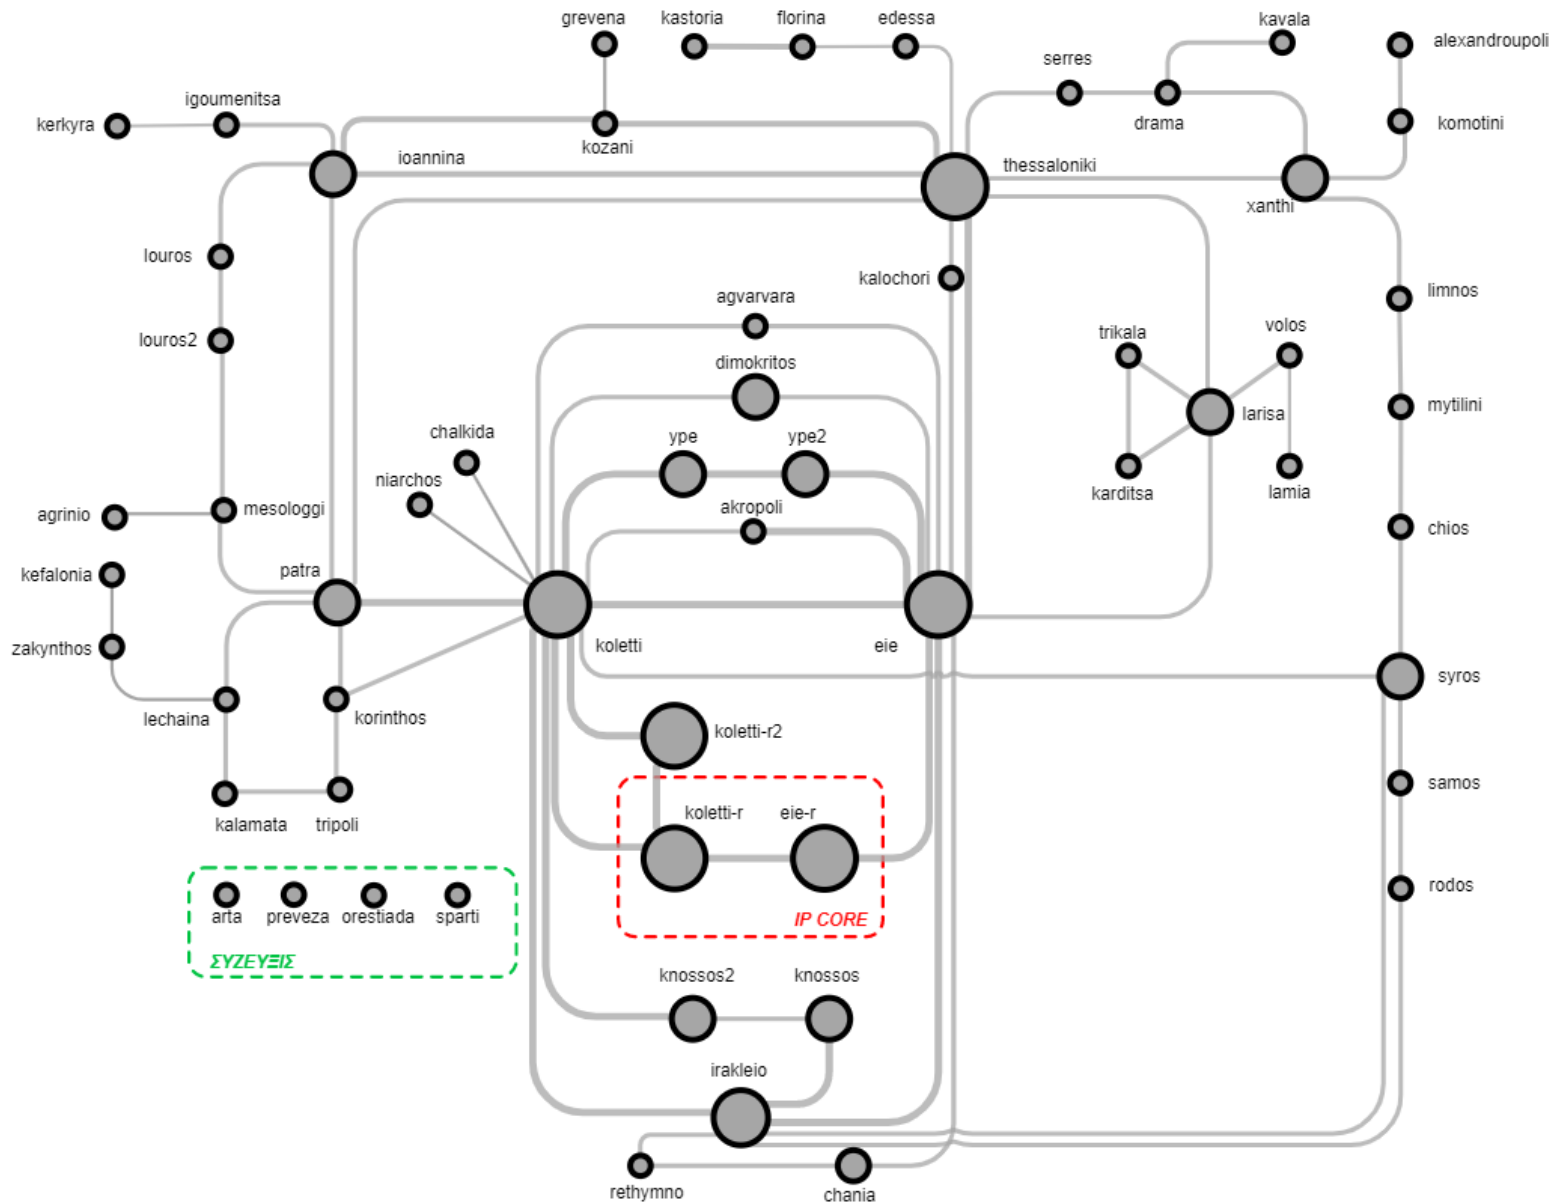 grevena
kastoria
florina
edessa
kavala
alexandroupoli
serres
igoumenitsa
kerkyra
drama
komotini
kozani
ioannina
thessaloniki
xanthi
louros
kalochori
limnos
agvarvara
louros2
trikala
volos
dimokritos
mytilini
larisa
chalkida
ype
ype2
niarchos
karditsa
lamia
akropoli
agrinio
mesologgi
chios
kefalonia
patra
zakynthos
koletti
eie
syros
lechaina
korinthos
koletti-r2
samos
koletti-r
eie-r
kalamata
tripoli
rodos
arta
preveza
orestiada
sparti
IP CORE
ΣΥΖΕΥΞΙΣ
knossos2
knossos
irakleio
rethymno
chania